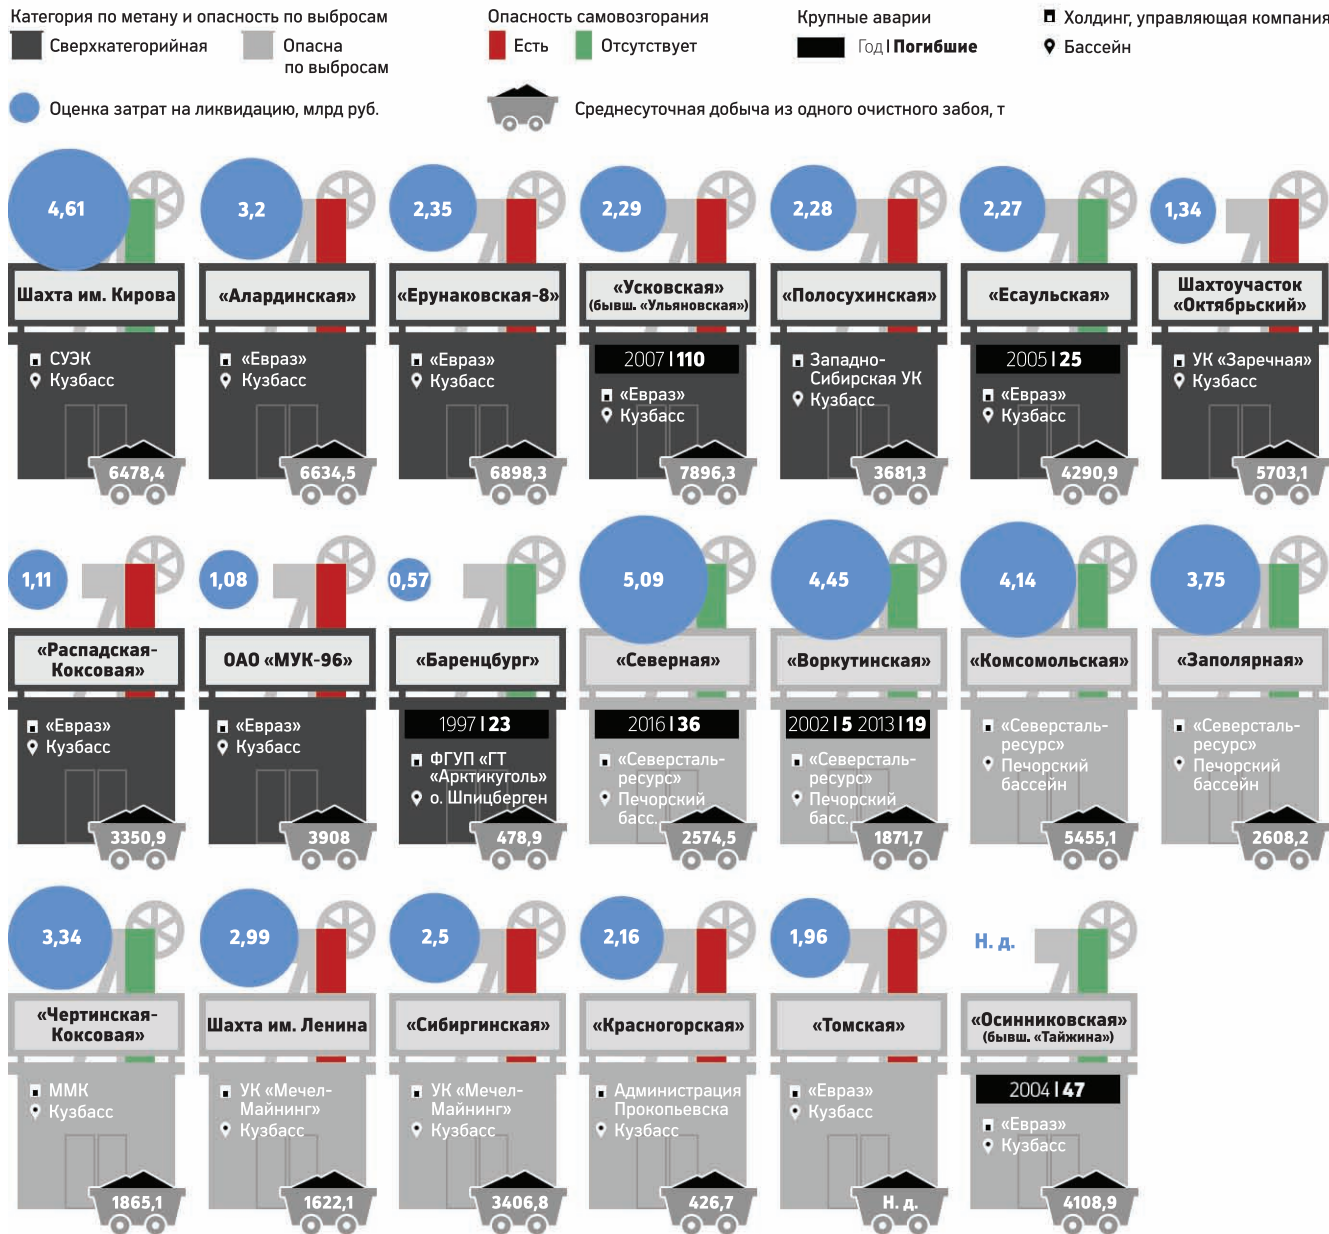 Категория по метану и опасность по выбросам
Сверхкатегорийная
Опасна
по выбросам
Опасность самовозгорания
Есть
Отсутствует
Крупные аварии
Год | Погибшие
Холдинг, управляющая компания
Бассейн
Оценка затрат на ликвидацию, млрд руб.
Среднесуточная добыча из одного очистного забоя, т
4,61
Шахта им. Кирова
СУЭК
Кузбасс
6478,4
3,2
«Алардинская»
«Евраз»
Кузбасс
6634,5
2,35
«Ерунаковская-8»
«Евраз»
Кузбасс
6898,3
2,29
«Усковская»
(бывш. «Ульяновская»)
2007 | 110
«Евраз»
Кузбасс
7896,3
2,28
«Полосухинская»
Западно-
Сибирская УК
Кузбасс
3681,3
2,27
«Есаульская»
2005 | 25
«Евраз»
Кузбасс
4290,9
1,34
Шахтоучасток
«Октябрьский»
УК «Заречная»
Кузбасс
5703,1
1,11
«Распадская-
Коксовая»
«Евраз»
Кузбасс
3350,9
1,08
ОАО «МУК-96»
«Евраз»
Кузбасс
3908
0,57
«Баренцбург»
1997 | 23
ФГУП «ГТ
«Арктикуголь»
о. Шпицберген
478,9
5,09
«Северная»
2016 | 36
«Северсталь-
ресурс»
Печорский
басс.
2574,5
4,45
«Воркутинская»
2002 | 5 2013 | 19
«Северсталь-
ресурс»
Печорский
басс.
1871,7
4,14
«Комсомольская»
«Северсталь-
ресурс»
Печорский
бассейн
5455,1
3,75
«Заполярная»
«Северсталь-
ресурс»
Печорский
бассейн
2608,2
3,34
«Чертинская-
Коксовая»
ММК
Кузбасс
1865,1
2,99
Шахта им. Ленина
УК «Мечел-
Майнинг»
Кузбасс
1622,1
2,5
«Сибиргинская»
УК «Мечел-
Майнинг»
Кузбасс
3406,8
2,16
«Красногорская»
Администрация
Прокопьевска
Кузбасс
426,7
1,96
«Томская»
«Евраз»
Кузбасс
Н. д.
Н. д.
«Осинниковская»
(бывш. «Тайжина»)
2004 | 47
«Евраз»
Кузбасс
4108,9